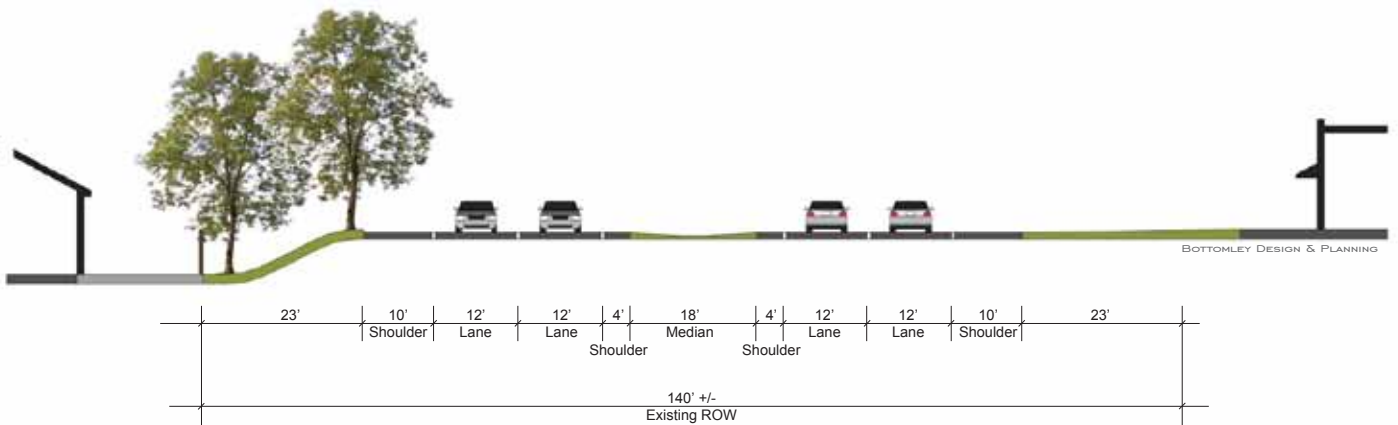 BOTTOMLEY DESIGN & PLANNING
23’ 10’ 12’ 12’ 4’ 18’ 4’ 12’ 12’ 10’ 23’
Shoulder Lane Lane Median Lane Lane Shoulder
Shoulder Shoulder
140’ +/-
Existing ROW